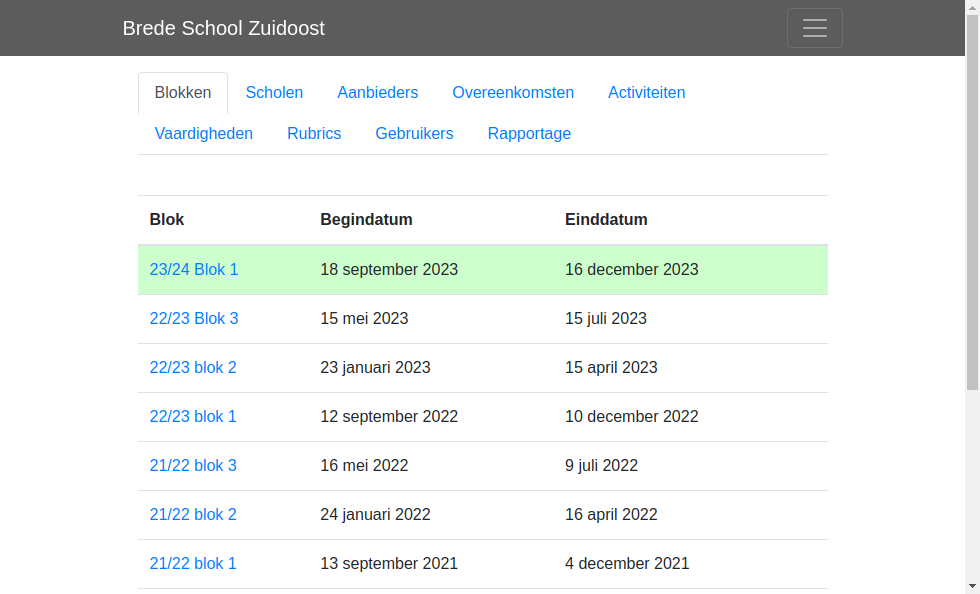 Brede School Zuidoost
Blokken Scholen Aanbieders Overeenkomsten Activiteiten
Vaardigheden Rubrics Gebruikers Rapportage
Blok Begindatum Einddatum
23/24 Blok 1 18 september 2023 16 december 2023
22/23 Blok 3 15 mei 2023 15 juli 2023
22/23 blok 2 23 januari 2023 15 april 2023
22/23 blok 1 12 september 2022 10 december 2022
21/22 blok 3 16 mei 2022 9 juli 2022
21/22 blok 2 24 januari 2022 16 april 2022
21/22 blok 1 13 september 2021 4 december 2021